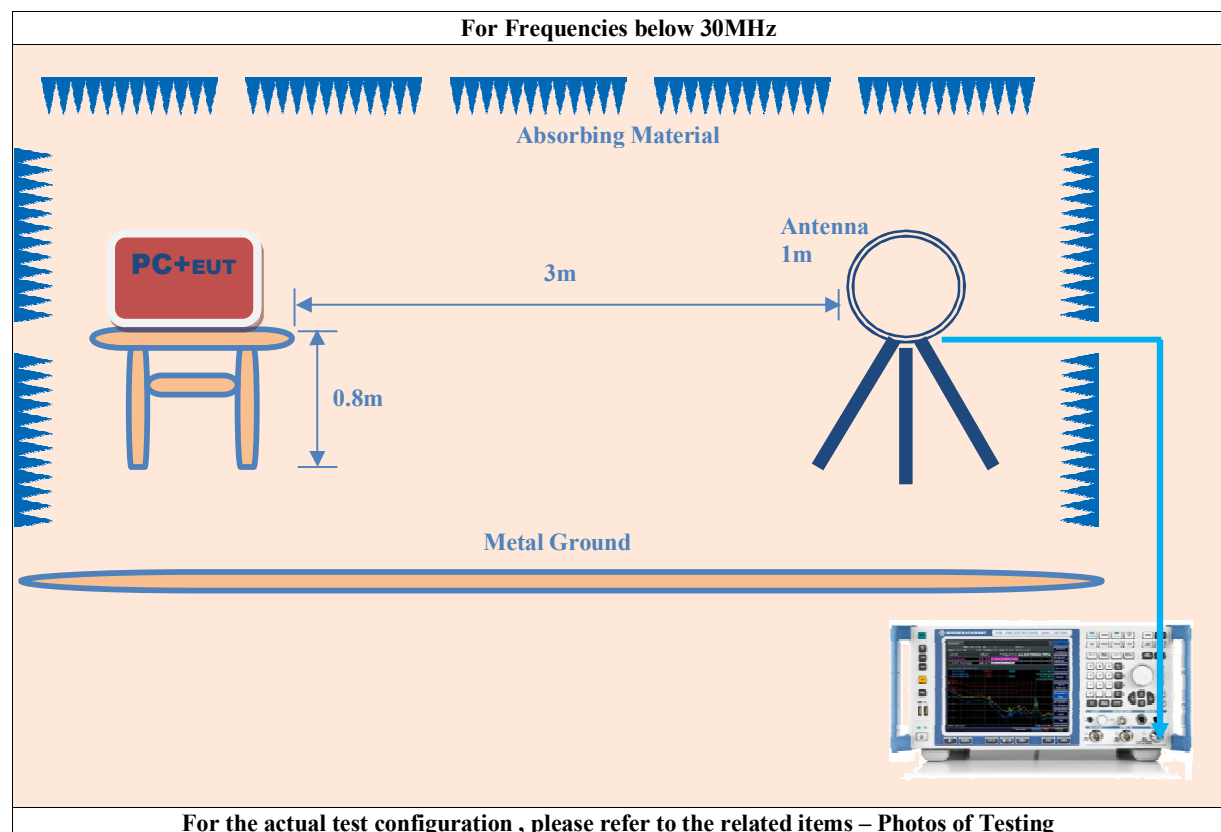 For Frequencies below 30MHz
Absorbing Material
Antenna
1m
PC+EUT
3m
0.8m
Metal Ground
For the actual test configuration , please refer to the related items – Photos of Testing